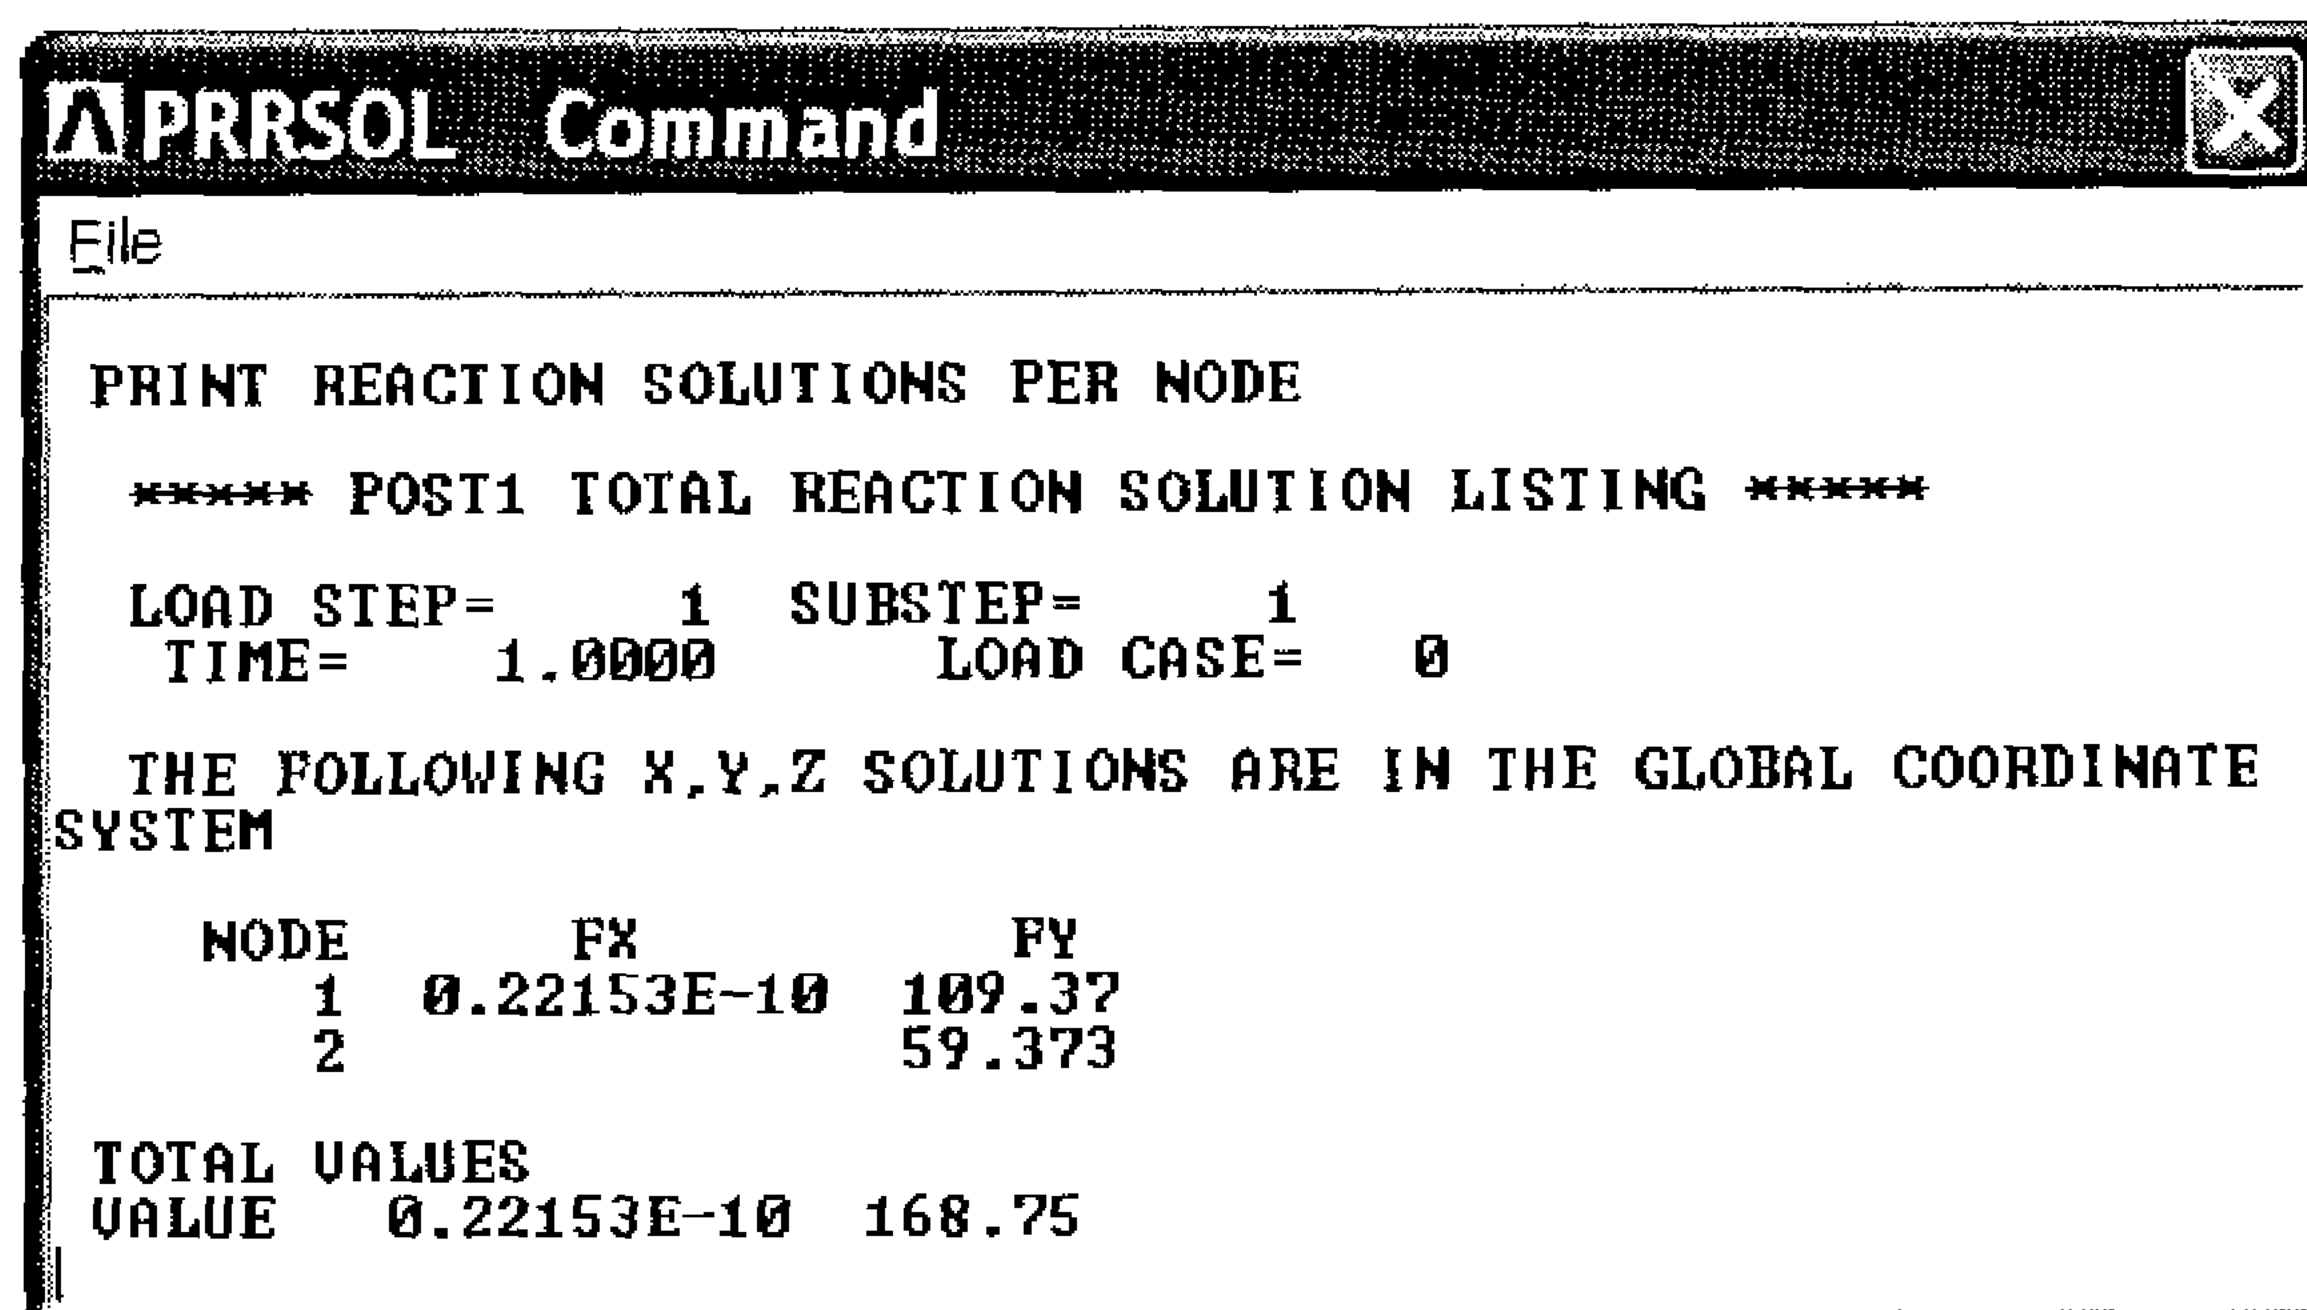 PRRSOL Command
File
PRINT REACTION SOLUTIONS PER NODE
***** POST1 TOTAL REACTION SOLUTION LISTING *****
LOAD STEP= 1 SUBSTEP= 1
TIME= 1.0000 LOAD CASE= 0
THE FOLLOWING X,Y,Z SOLUTIONS ARE IN THE GLOBAL COORDINATE
SYSTEM
NODE FX FY
1 0.22153E-10 109.37
2 59.373
TOTAL VALUES
VALUE 0.22153E-10 168.75